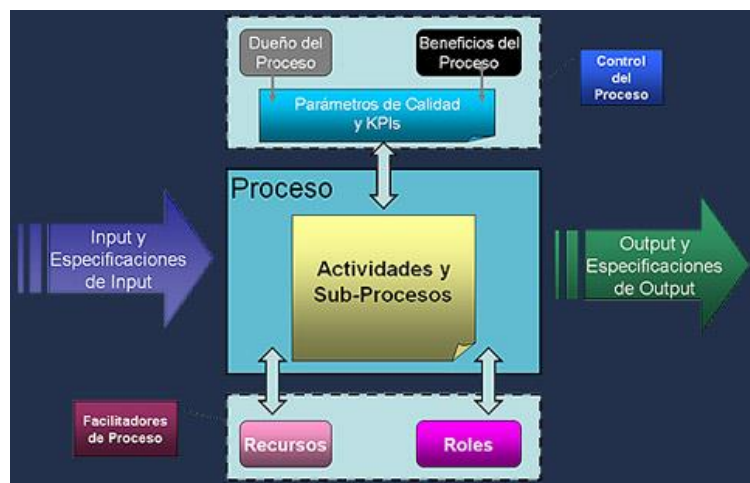 Dueño del
Proceso
Beneficios del
Proceso
Control
del
Proceso
Parámetros de Calidad
y KPIs
Proceso
Input y
Especificaciones
de Input
Actividades y
Sub-Procesos
Output y
Especificaciones
de Output
Facilitadores
de Proceso
Recursos
Roles